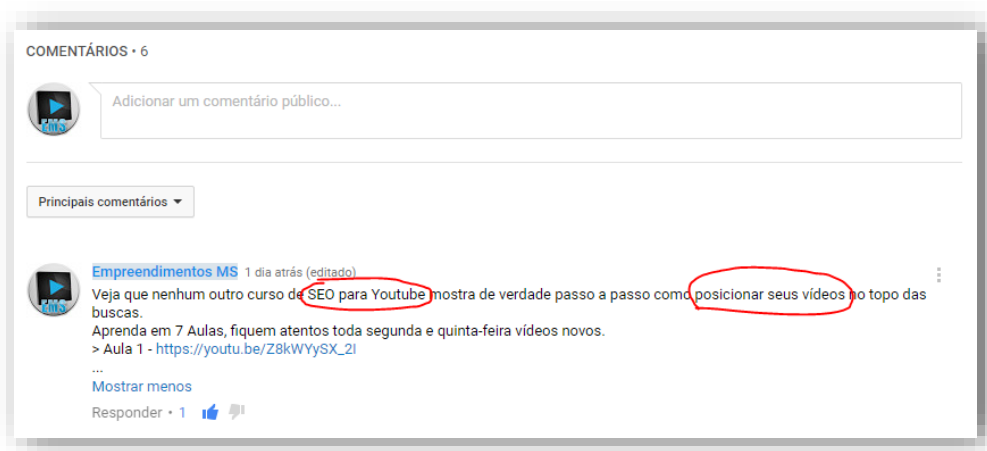 COMENTÁRIOS • 6
EMS
Adicionar um comentário público...
Principais comentários
EMS
Empreendimentos MS 1 dia atrás (editado)
Veja que nenhum outro curso de SEO para Youtube mostra de verdade passo a passo como posicionar seus vídeos no topo das
buscas.
Aprenda em 7 Aulas, fiquem atentos toda segunda e quinta-feira vídeos novos.
> Aula 1 - https://youtu.be/Z8kWYySX_2I
...
Mostrar menos
Responder • 1